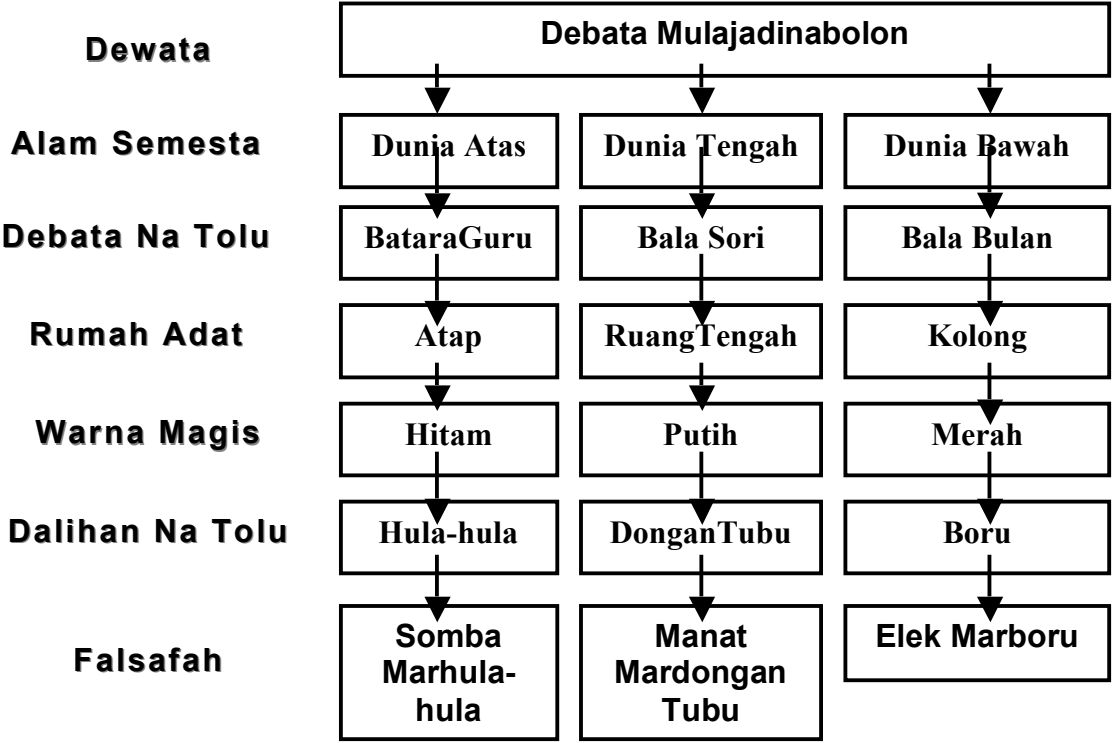 Dewata
Debata Mulajadinabolon
Alam Semesta
Dunia Atas
Dunia Tengah
Dunia Bawah
Debata Na Tolu
BataraGuru
Bala Sori
Bala Bulan
Rumah Adat
Atap
RuangTengah
Kolong
Warna Magis
Hitam
Putih
Merah
Dalihan Na Tolu
Hula-hula
DonganTubu
Boru
Falsafah
Somba
Marhula-
hula
Manat
Mardongan
Tubu
Elek Marboru